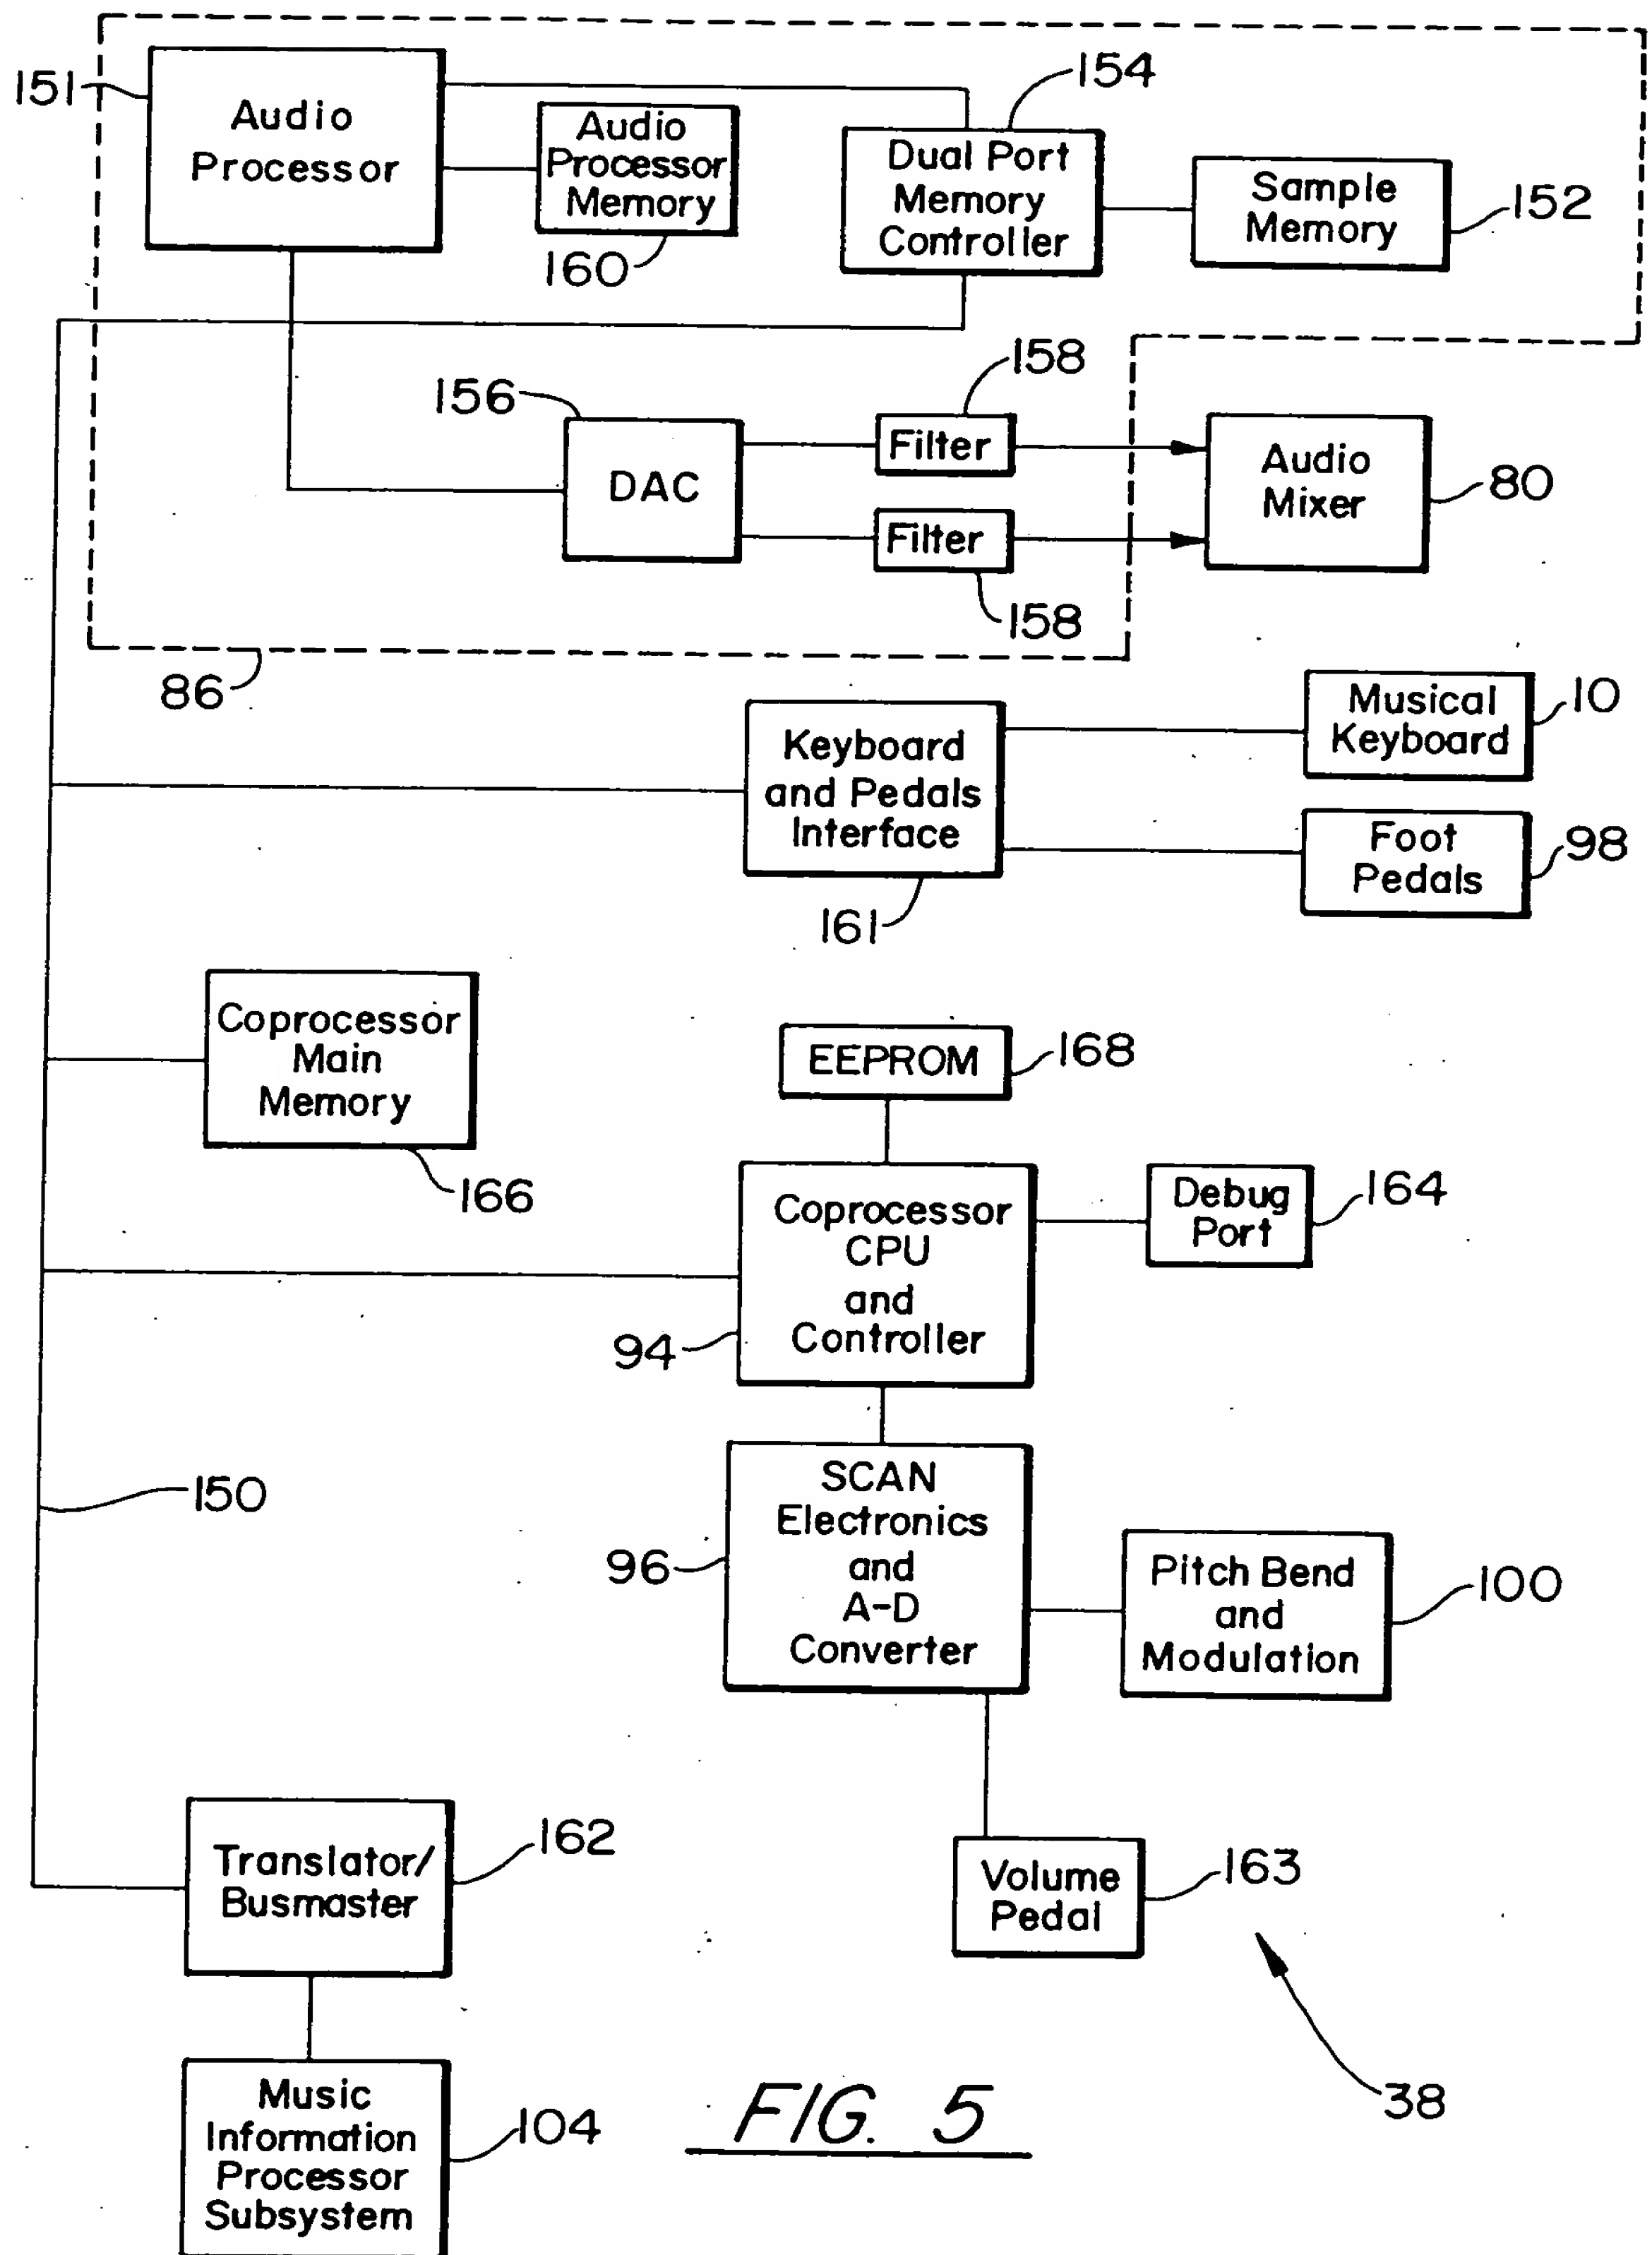 151
Audio
Processor
Audio
Processor
Memory
160
154
Dual Port
Memory
Controller
Sample
Memory
152
156
DAC
158
Filter
Filter
158
Audio
Mixer
80
86
Keyboard
and Pedals
Interface
161
Musical
Keyboard
10
Foot
Pedals
98
Coprocessor
Main
Memory
166
EEPROM
168
Coprocessor
CPU
and
Controller
94
Debug
Port
164
150
SCAN
Electronics
and
A-D
Converter
96
Pitch Bend
and
Modulation
100
Translator/
Busmaster
162
Volume
Pedal
163
38
Music
Information
Processor
Subsystem
104
FIG. 5